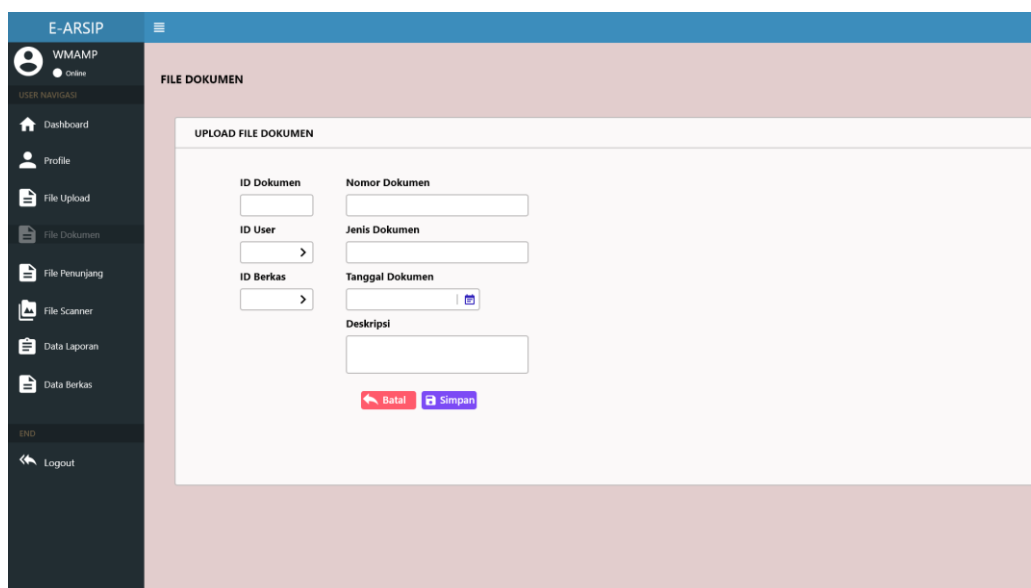 E-ARSIP
WMAMP
Online
USER NAVIGASI
Dashboard
Profile
File Upload
File Dokumen
File Penunjang
File Scanner
Data Laporan
Data Berkas
END
Logout
FILE DOKUMEN
UPLOAD FILE DOKUMEN
ID Dokumen
Nomor Dokumen
ID User
Jenis Dokumen
ID Berkas
Tanggal Dokumen
Deskripsi
Batal
Simpan